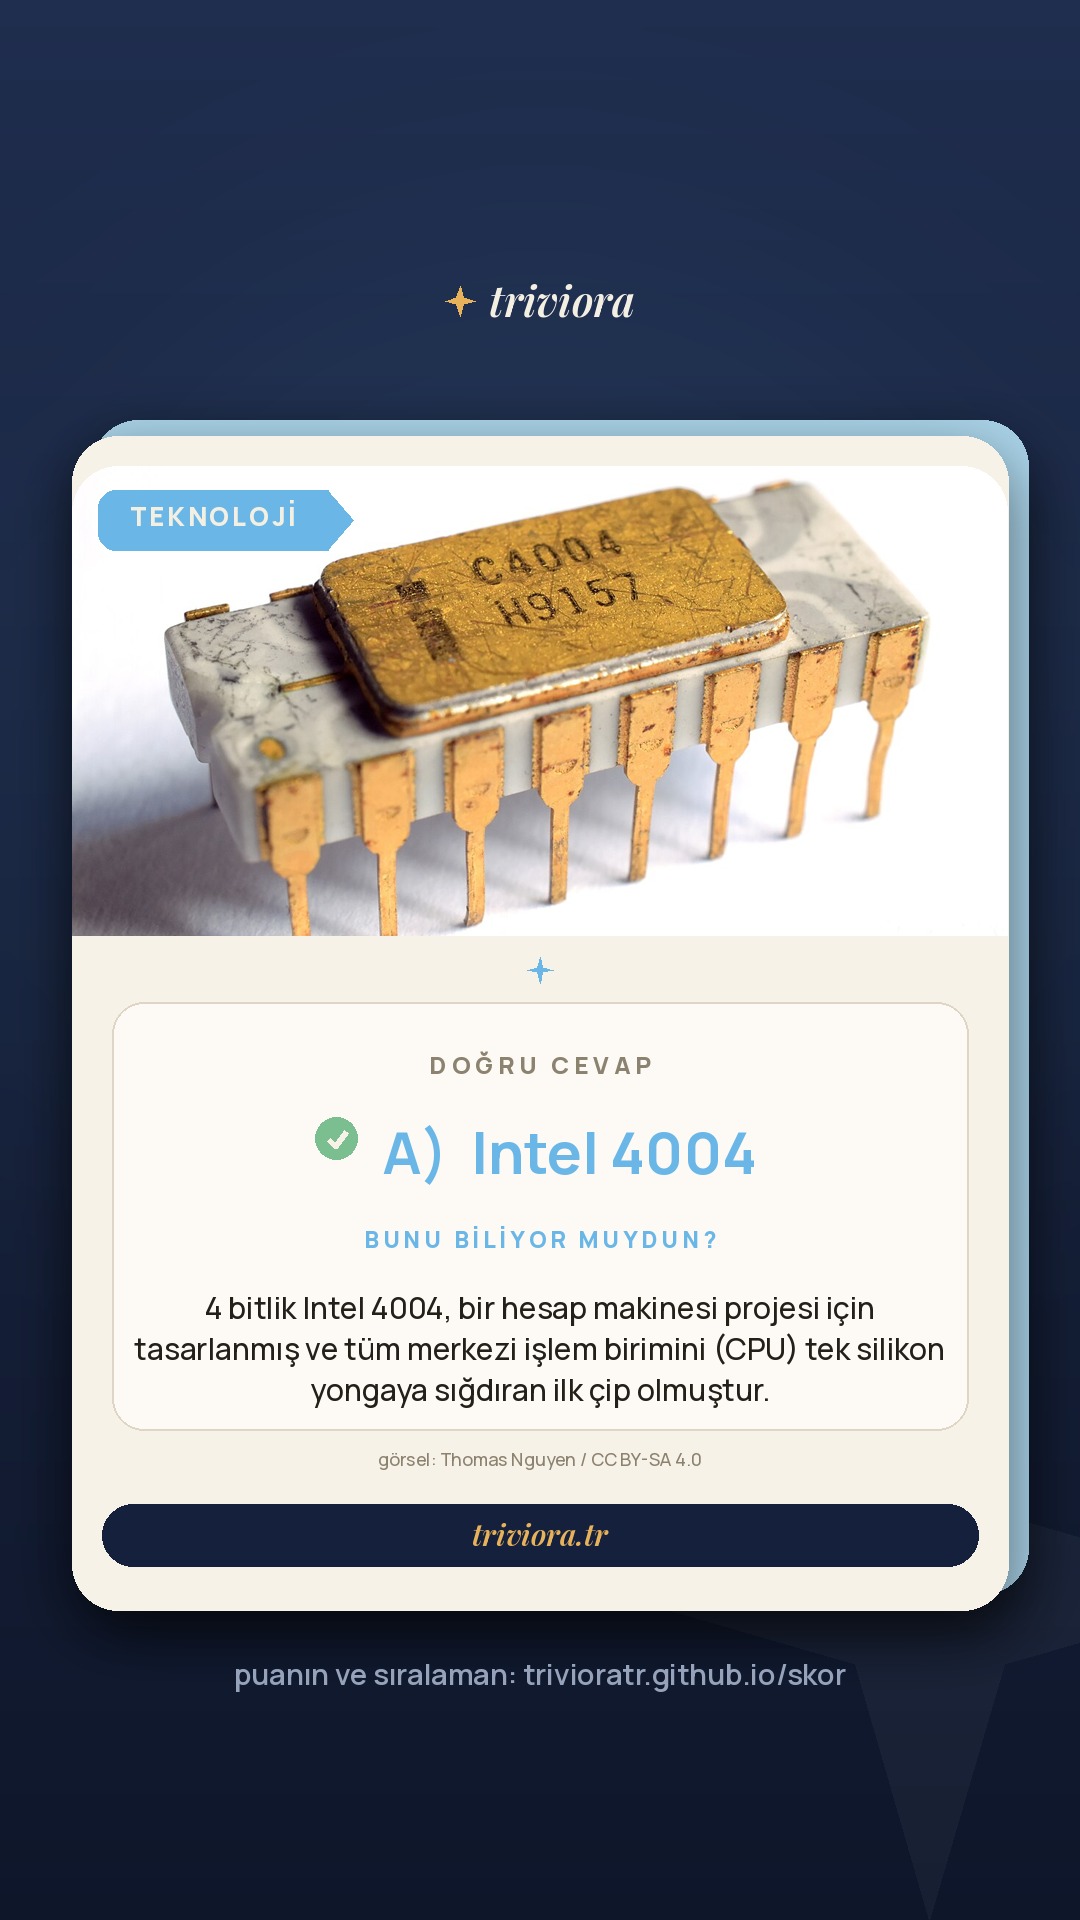 triviora
TEKNOLOJİ
C4004
H9157
DOĞRU CEVAP
A) Intel 4004
BUNU BİLİYOR MUYDUN?
4 bitlik Intel 4004, bir hesap makinesi projesi için
tasarlanmış ve tüm merkezi işlem birimini (CPU) tek silikon
yongaya sığdıran ilk çip olmuştur.
görsel: Thomas Nguyen / CC BY-SA 4.0
triviora.tr
puanın ve sıralaman: trivioratr.github.io/skor